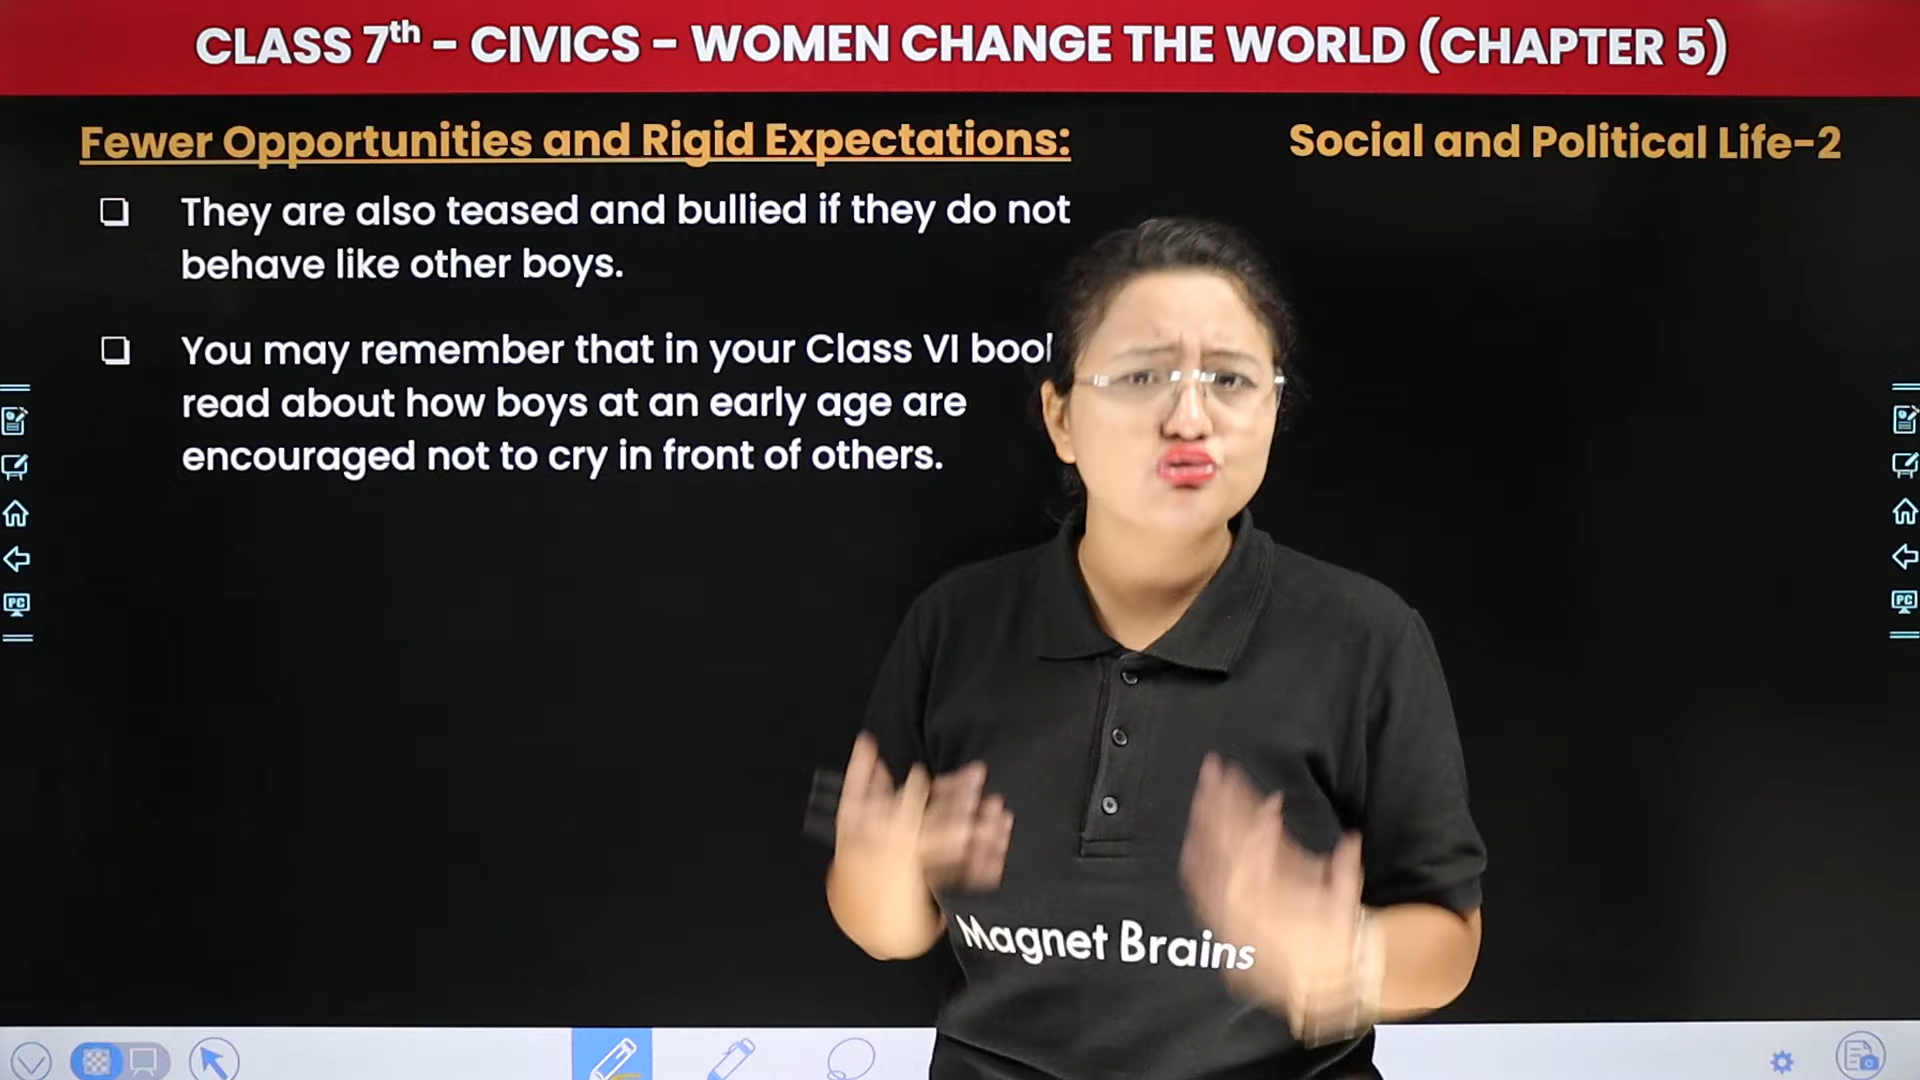 CLASS 7th - CIVICS - WOMEN CHANGE THE WORLD (CHAPTER 5)
Fewer Opportunities and Rigid Expectations:
Social and Political Life-2
❑ They are also teased and bullied if they do not
behave like other boys.
❑ You may remember that in your Class VI
read about how boys at an early age are
encouraged not to cry in front of others.
PC
PC
Magnet Brains